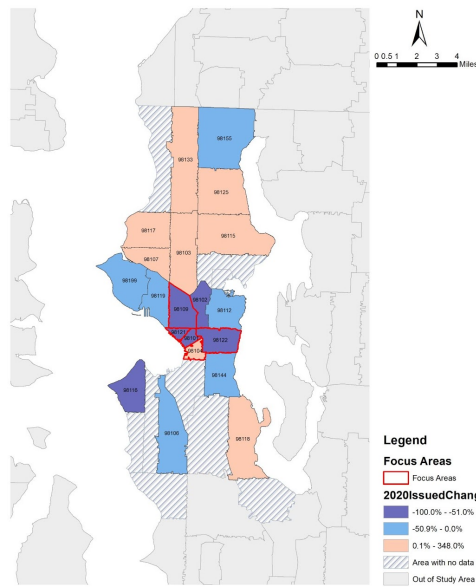 N
0 0.5 1 2 3 4
Miles
98155
98133
98125
98117
98103
98115
98107
98199
98119
98109
98102
98112
98121
98101
98122
98104
98144
98116
98106
98118
Legend
Focus Areas
Focus Areas
2020IssuedChang
-100.0% - -51.0%
-50.9% - 0.0%
0.1% - 348.0%
Area with no data
Out of Study Area